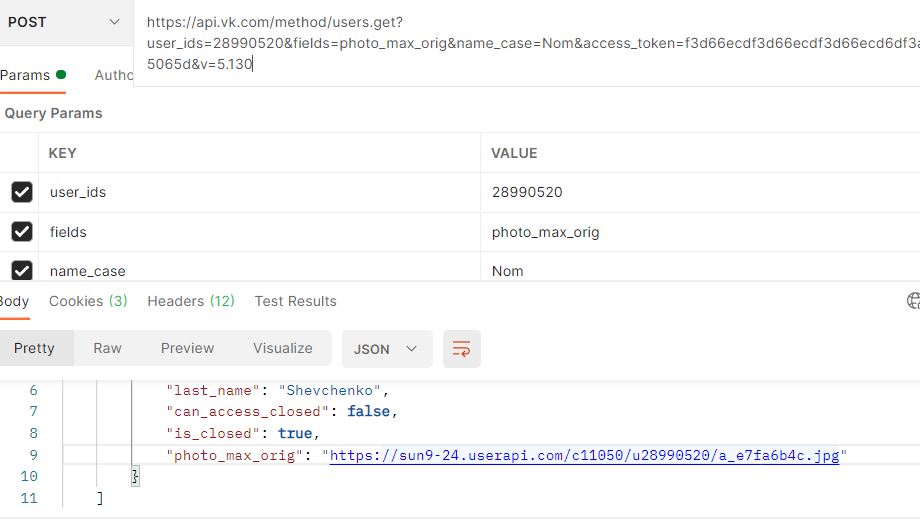 POST
https://api.vk.com/method/users.get?
user_ids=28990520&fields=photo_max_orig&name_case=Nom&access_token=f3d66ecdf3d66ecdf3d66ecd6df3a
5065d&v=5.130
Params Autho
Query Params
KEY VALUE
user_ids 28990520
fields photo_max_orig
name_case Nom
Body Cookies (3) Headers (12) Test Results
Pretty Raw Preview Visualize JSON
6 "last_name": "Shevchenko",
7 "can_access_closed": false,
8 "is_closed": true,
9 "photo_max_orig": "https://sun9-24.userapi.com/c11050/u28990520/a_e7fa6b4c.jpg"
10 }
11 ]